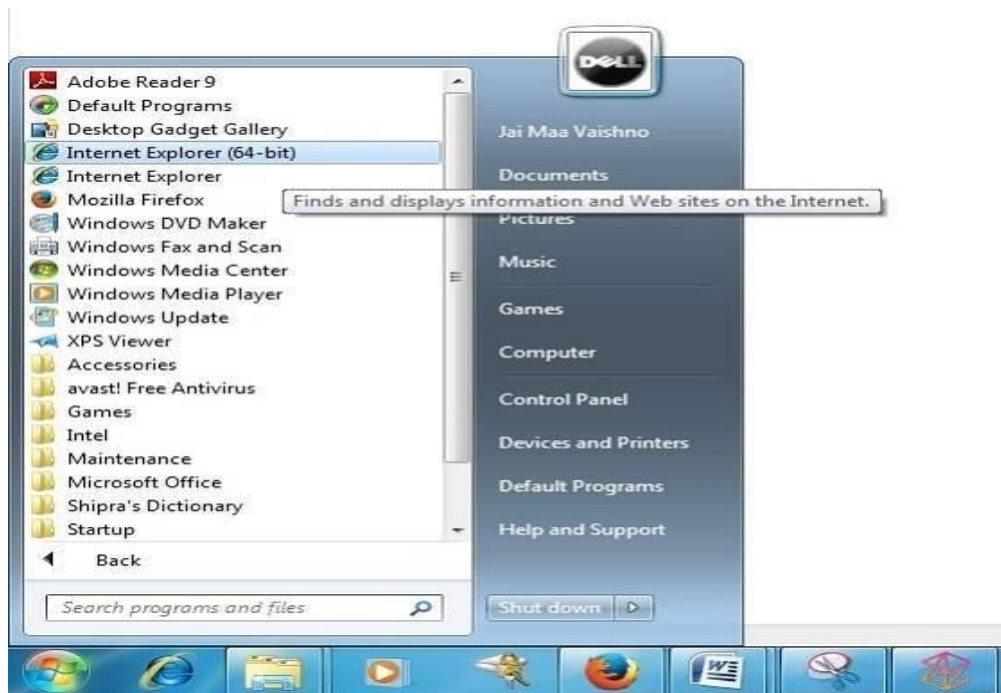 DELL
Adobe Reader 9
Default Programs
Desktop Gadget Gallery
Internet Explorer (64-bit)
Internet Explorer
Mozilla Firefox
Windows DVD Maker
Windows Fax and Scan
Windows Media Center
Windows Media Player
Windows Update
XPS Viewer
Accessories
avast! Free Antivirus
Games
Intel
Maintenance
Microsoft Office
Shipra's Dictionary
Startup
Back
Search programs and files
Jai Maa Vaishno
Documents
Finds and displays information and Web sites on the Internet.
Pictures
Music
Games
Computer
Control Panel
Devices and Printers
Default Programs
Help and Support
Shut down
W